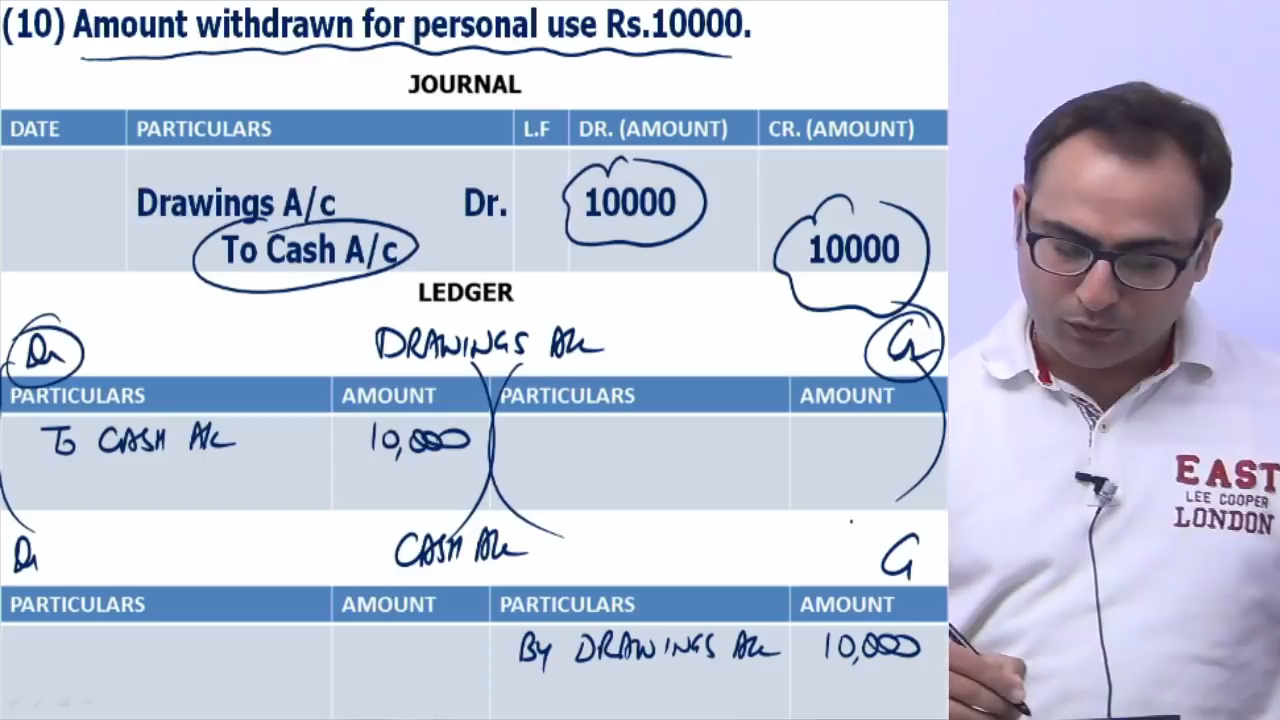 (10) Amount withdrawn for personal use Rs.10000.
JOURNAL
DATE PARTICULARS L.F DR. (AMOUNT) CR. (AMOUNT)
Drawings A/c Dr. 10000
To Cash A/c 10000
LEDGER
Dr DRAWINGS A/c Cr
PARTICULARS AMOUNT PARTICULARS AMOUNT
To CASH A/c 10,000
Dr CASH A/c Cr
PARTICULARS AMOUNT PARTICULARS AMOUNT
By DRAWINGS A/c 10,000
EAST
LEE COOPER
LONDON